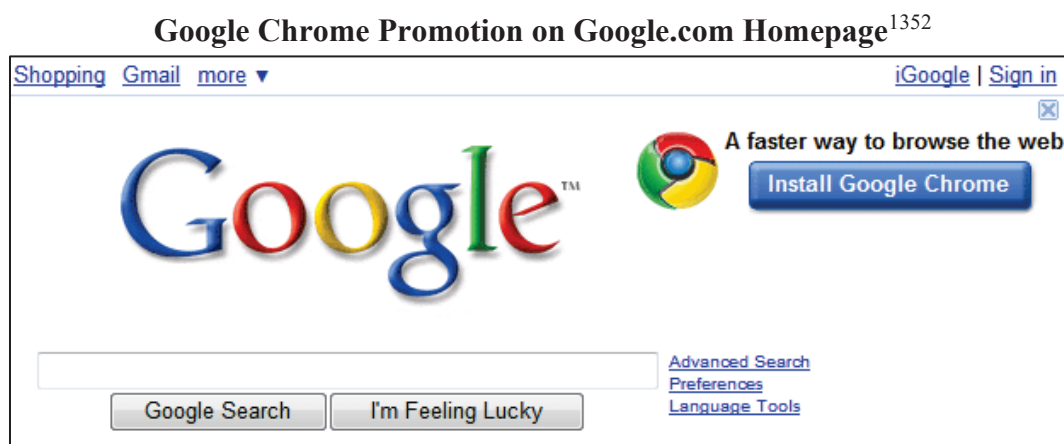 Google Chrome Promotion on Google.com Homepage1352
Shopping Gmail more ▼ iGoogle | Sign in
Google™
A faster way to browse the web
Install Google Chrome
Advanced Search
Preferences
Language Tools
Google Search I'm Feeling Lucky